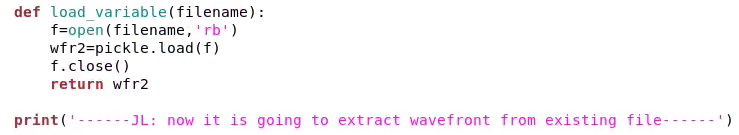 def load_variable(filename):
    f=open(filename,'rb')
    wfr2=pickle.load(f)
    f.close()
    return wfr2

print('------JL: now it is going to extract wavefront from existing file------')